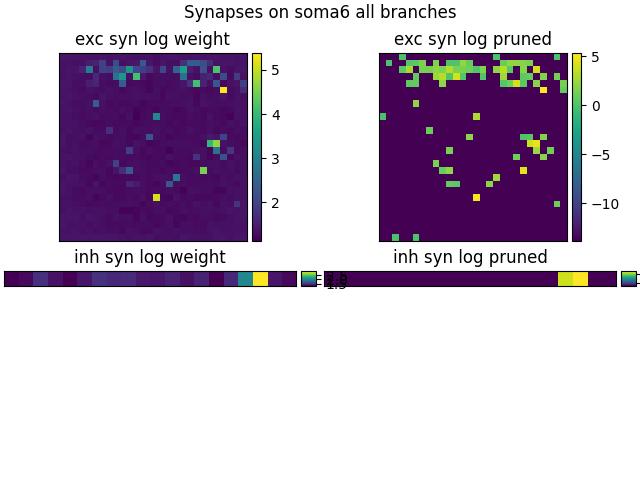 Synapses on soma6 all branches
exc syn log weight
exc syn log pruned
5
4
3
2
5
0
−5
−10
inh syn log weight
inh syn log pruned